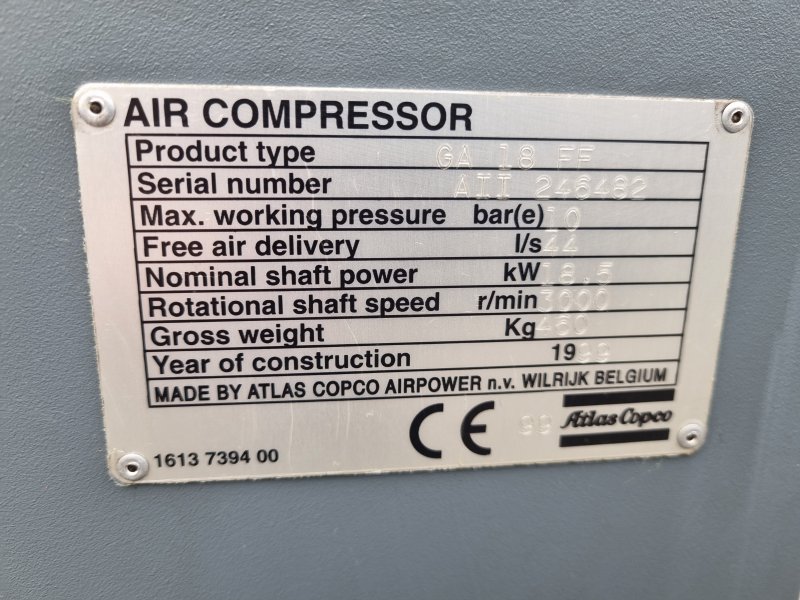 AIR COMPRESSOR
Product type GA 18 FF
Serial number AII 246482
Max. working pressure bar(e) 10
Free air delivery l/s 44
Nominal shaft power kW 18.5
Rotational shaft speed r/min 3000
Gross weight Kg 460
Year of construction 1999
MADE BY ATLAS COPCO AIRPOWER n.v. WILRIJK BELGIUM
CE 99 Atlas Copco
1613 7394 00